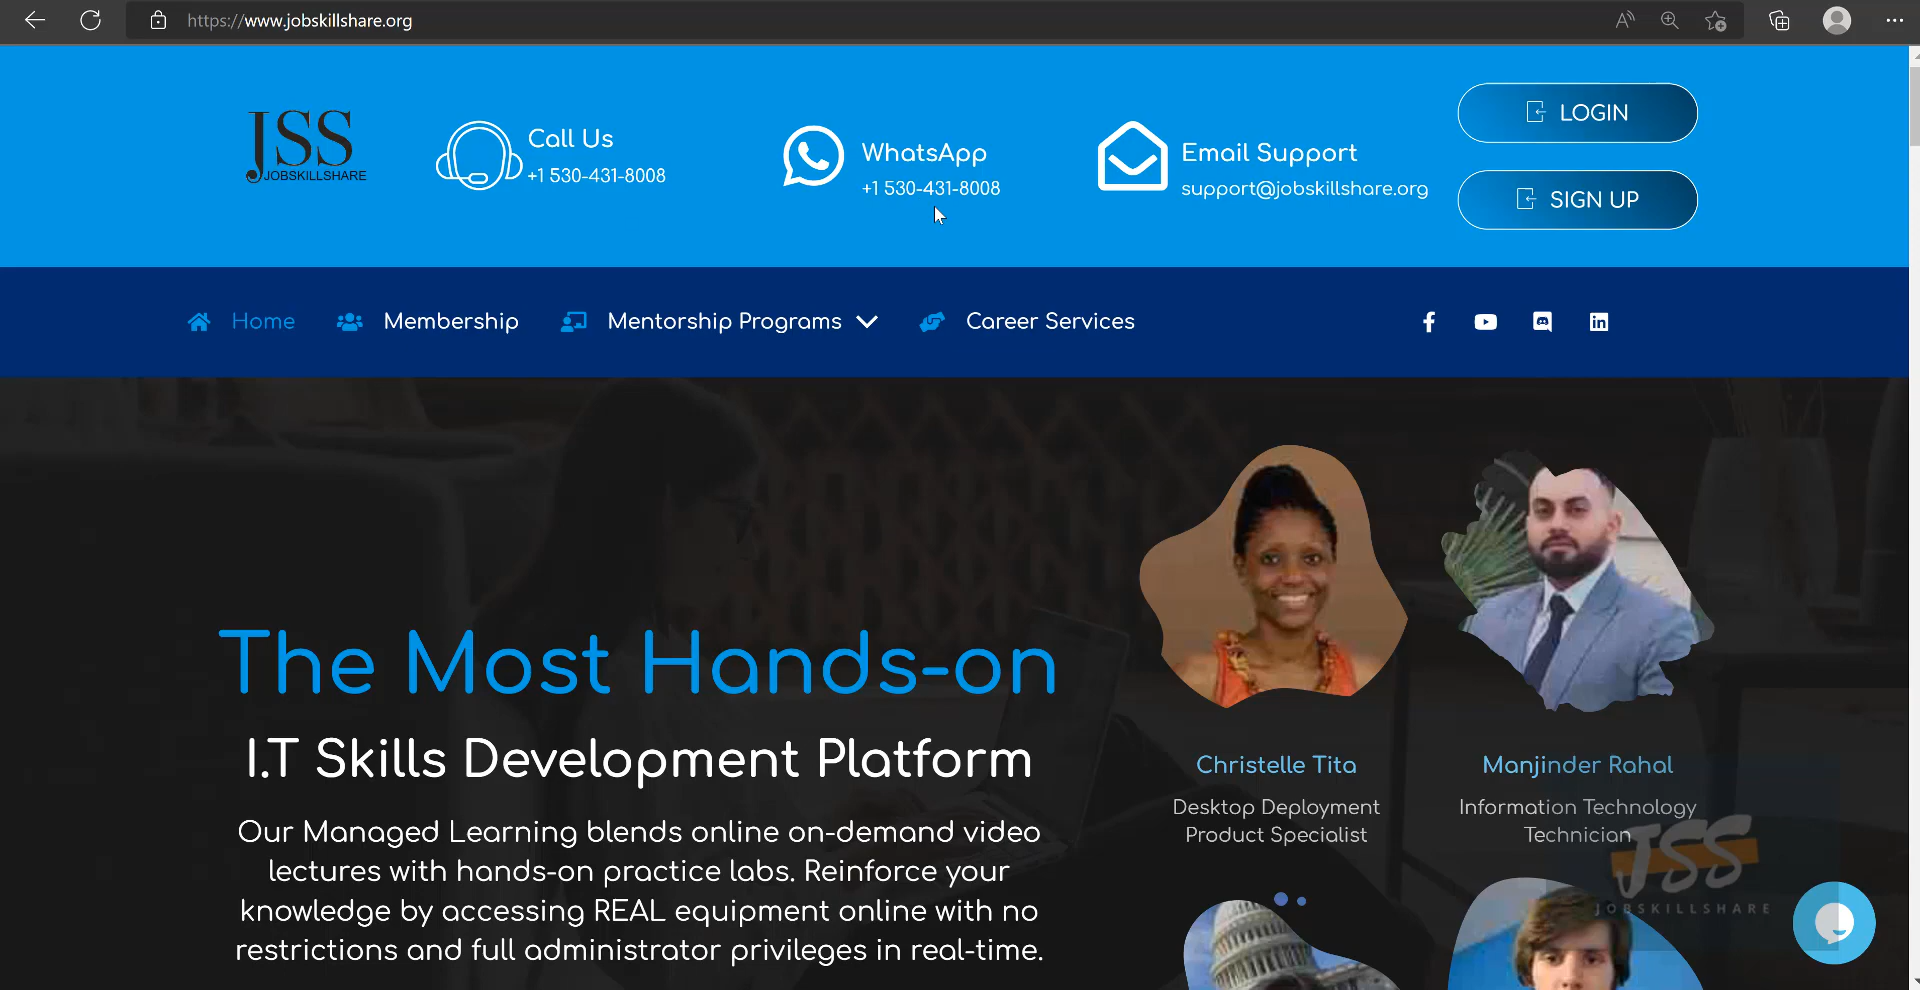 https://www.jobskillshare.org
JSS
JOBSKILLSHARE
Call Us
+1 530-431-8008
WhatsApp
+1 530-431-8008
Email Support
support@jobskillshare.org
LOGIN
SIGN UP
Home
Membership
Mentorship Programs
Career Services
The Most Hands-on
I.T Skills Development Platform
Our Managed Learning blends online on-demand video
lectures with hands-on practice labs. Reinforce your
knowledge by accessing REAL equipment online with no
restrictions and full administrator privileges in real-time.
Christelle Tita
Desktop Deployment
Product Specialist
Manjinder Rahal
Information Technology
Technician
JSS
JOBSKILLSHARE